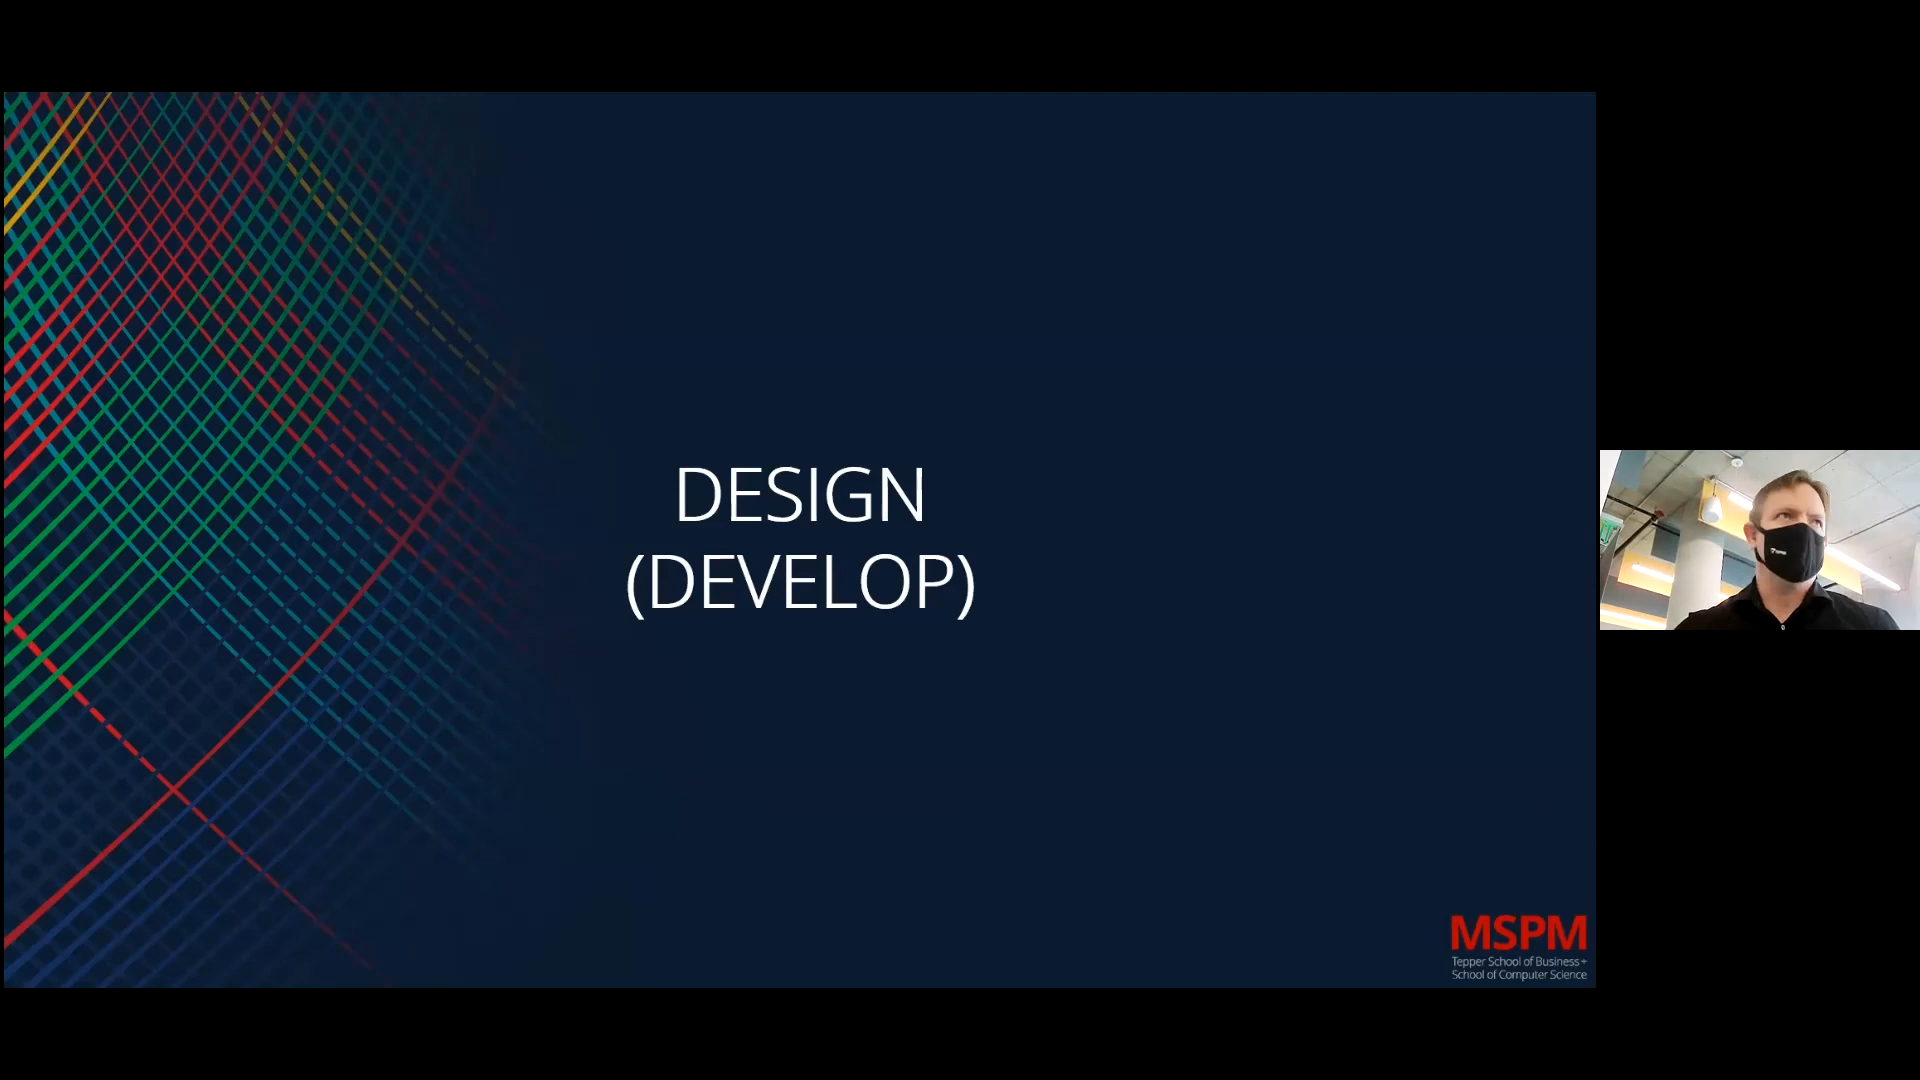 DESIGN
(DEVELOP)
MSPM
Tepper School of Business+
School of Computer Science